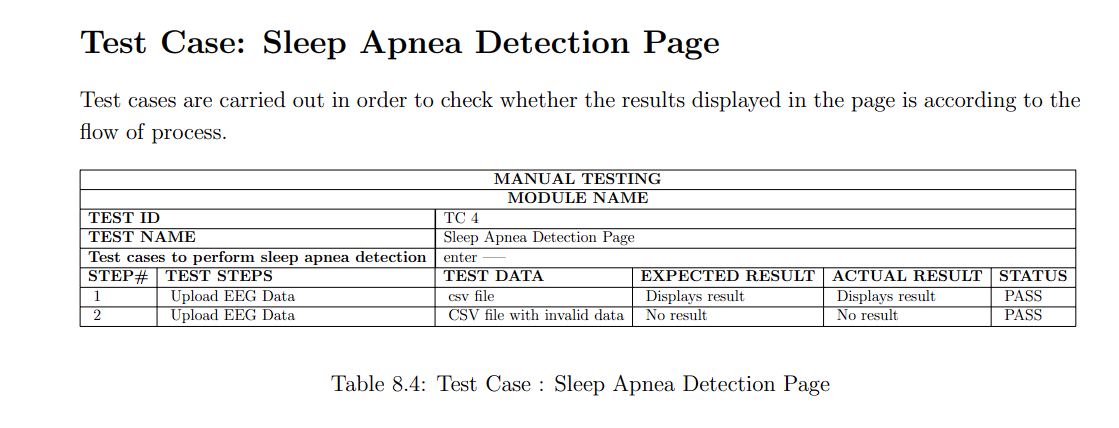 Test Case: Sleep Apnea Detection Page
Test cases are carried out in order to check whether the results displayed in the page is according to the
flow of process.
MANUAL TESTING
MODULE NAME
TEST ID TC 4
TEST NAME Sleep Apnea Detection Page
Test cases to perform sleep apnea detection enter —–
STEP# TEST STEPS TEST DATA EXPECTED RESULT ACTUAL RESULT STATUS
1 Upload EEG Data csv file Displays result Displays result PASS
2 Upload EEG Data CSV file with invalid data No result No result PASS
Table 8.4: Test Case : Sleep Apnea Detection Page